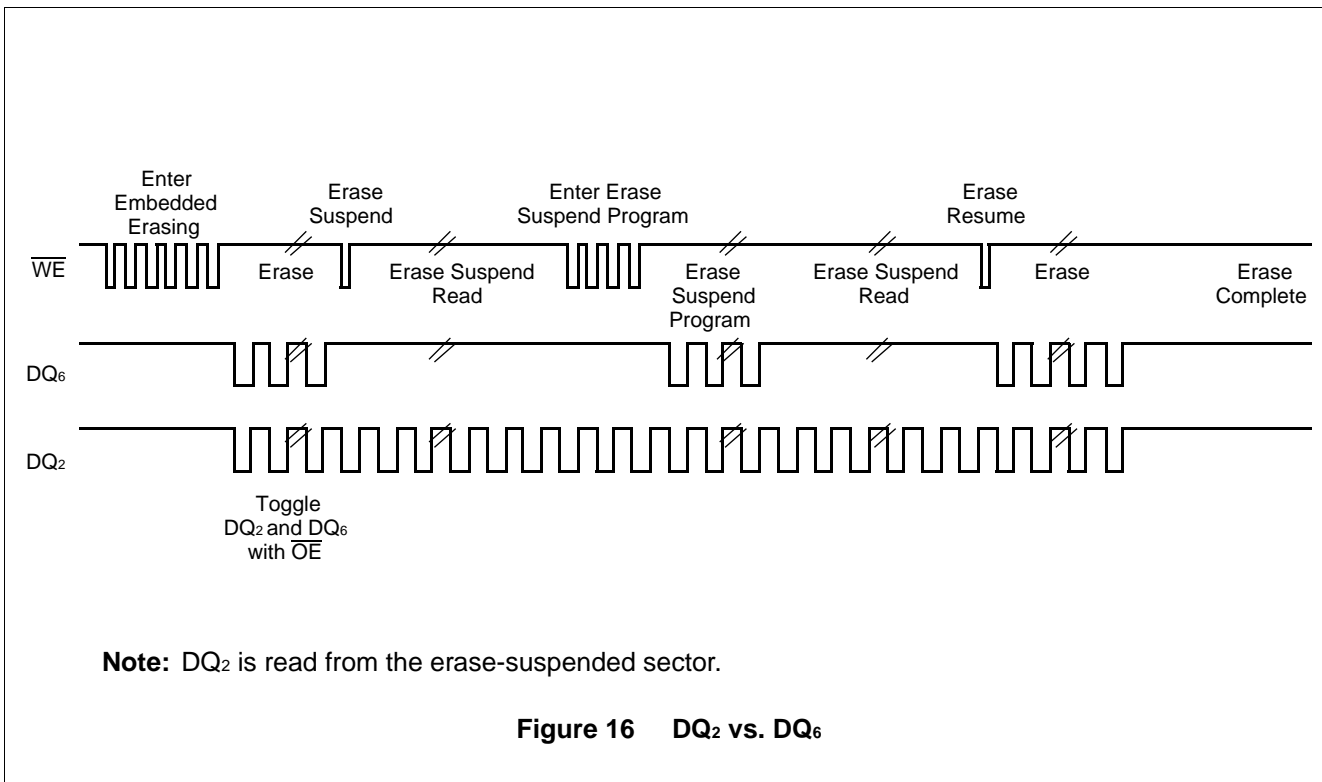 Enter
Embedded
Erasing
Erase
Suspend
Enter Erase
Suspend Program
Erase
Resume
WE
Erase
Erase Suspend
Read
Erase
Suspend
Program
Erase Suspend
Read
Erase
Erase
Complete
DQ6
DQ2
Toggle
DQ2 and DQ6
with OE
Note: DQ2 is read from the erase-suspended sector.
Figure 16 DQ2 vs. DQ6